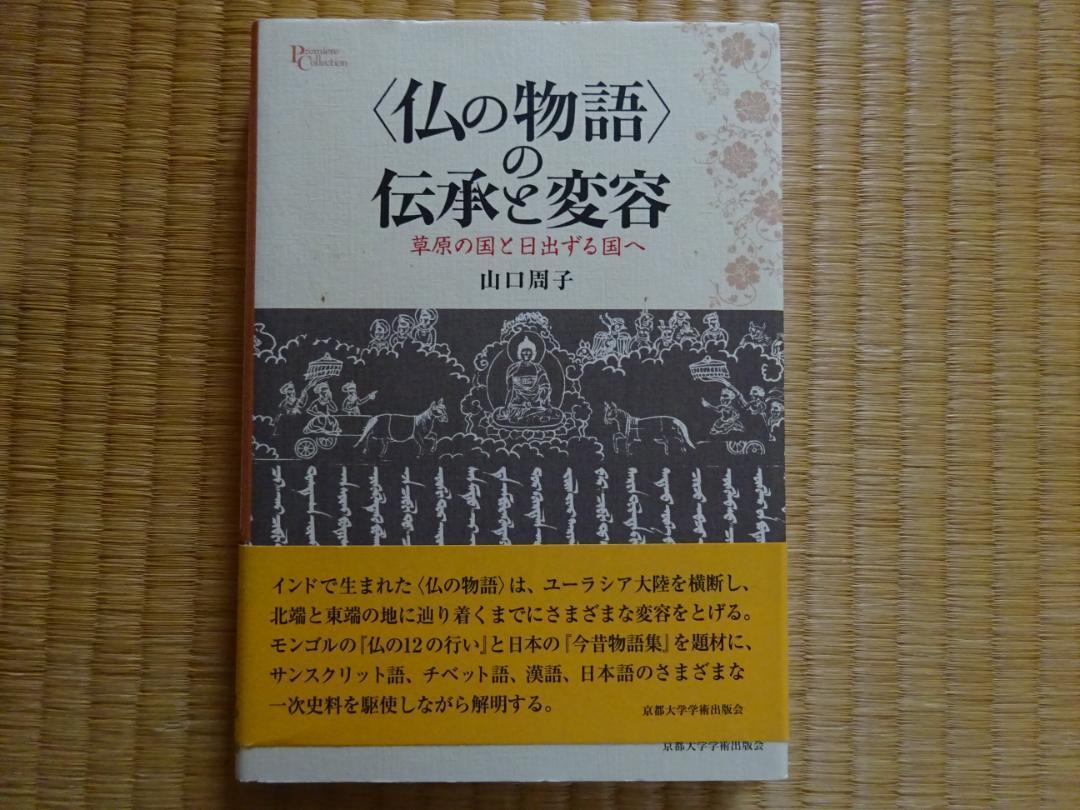 Premiere
Collection
〈仏の物語〉
の
伝承と変容
草原の国と日出ずる国へ
山口周子
インドで生まれた〈仏の物語〉は、ユーラシア大陸を横断し、
北端と東端の地に辿り着くまでにさまざまな変容をとげる。
モンゴルの『仏の12の行い』と日本の『今昔物語集』を題材に、
サンスクリット語、チベット語、漢語、日本語のさまざまな
一次史料を駆使しながら解明する。
京都大学学術出版会
京都大学学術出版会